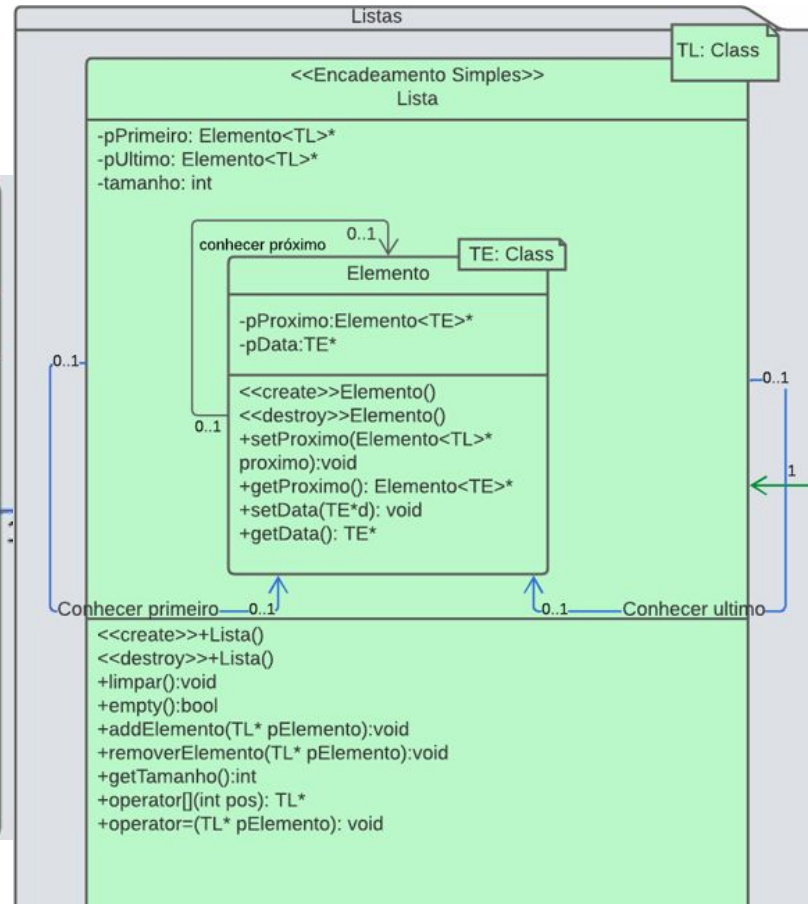 Listas
TL: Class
<<Encadeamento Simples>>
Lista
-pPrimeiro: Elemento<TL>*
-pUltimo: Elemento<TL>*
-tamanho: int
conhecer próximo
0..1
TE: Class
Elemento
-pProximo:Elemento<TE>*
-pData:TE*
0..1
0..1
<<create>>Elemento()
<<destroy>>Elemento()
0..1
+setProximo(Elemento<TL>*
proximo):void
+getProximo(): Elemento<TE>*
+setData(TE*d): void
+getData(): TE*
1
Conhecer primeiro
0..1
0..1
Conhecer ultimo
<<create>>+Lista()
<<destroy>>+Lista()
+limpar():void
+empty():bool
+addElemento(TL* pElemento):void
+removerElemento(TL* pElemento):void
+getTamanho():int
+operator[](int pos): TL*
+operator=(TL* pElemento): void